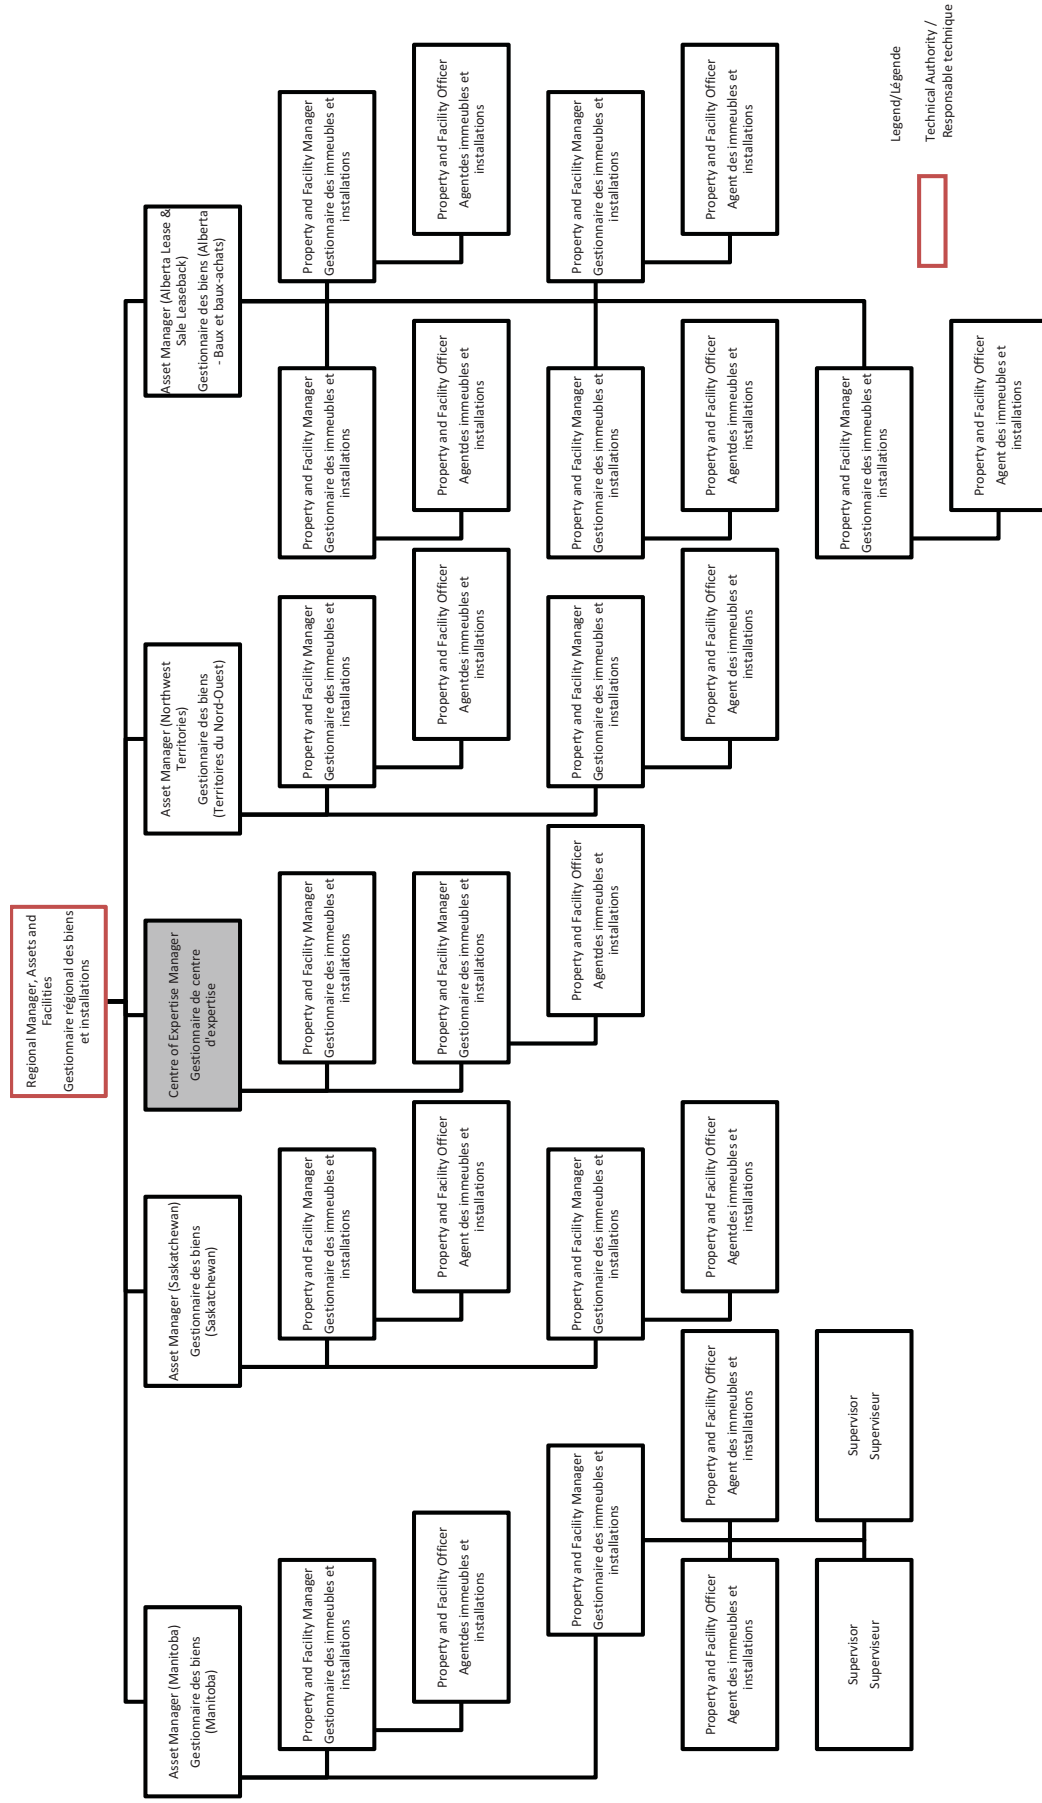 Regional Manager, Assets and
Facilities
Gestionnaire régional des biens
et installations
Asset Manager (Manitoba)
Gestionnaire des biens
(Manitoba)
Asset Manager (Saskatchewan)
Gestionnaire des biens
(Saskatchewan)
Centre of Expertise Manager
Gestionnaire de centre
d'expertise
Asset Manager (Northwest
Territories)
Gestionnaire des biens
(Territoires du Nord-Ouest)
Asset Manager (Alberta Lease &
Sale Leaseback)
Gestionnaire des biens (Alberta
- Baux et baux-achats)
Property and Facility Manager
Gestionnaire des immeubles et
installations
Property and Facility Manager
Gestionnaire des immeubles et
installations
Property and Facility Manager
Gestionnaire des immeubles et
installations
Property and Facility Manager
Gestionnaire des immeubles et
installations
Property and Facility Manager
Gestionnaire des immeubles et
installations
Property and Facility Manager
Gestionnaire des immeubles et
installations
Property and Facility Officer
Agentdes immeubles et
installations
Property and Facility Officer
Agent des immeubles et
installations
Property and Facility Manager
Gestionnaire des immeubles et
installations
Property and Facility Officer
Agentdes immeubles et
installations
Property and Facility Officer
Agentdes immeubles et
installations
Property and Facility Officer
Agentdes immeubles et
installations
Property and Facility Manager
Gestionnaire des immeubles et
installations
Property and Facility Manager
Gestionnaire des immeubles et
installations
Property and Facility Officer
Agentdes immeubles et
installations
Property and Facility Manager
Gestionnaire des immeubles et
installations
Property and Facility Manager
Gestionnaire des immeubles et
installations
Property and Facility Manager
Gestionnaire des immeubles et
installations
Property and Facility Officer
Agent des immeubles et
installations
Property and Facility Officer
Agent des immeubles et
installations
Property and Facility Officer
Agentdes immeubles et
installations
Property and Facility Officer
Agent des immeubles et
installations
Property and Facility Officer
Agentdes immeubles et
installations
Property and Facility Officer
Agent des immeubles et
installations
Supervisor
Superviseur
Supervisor
Superviseur
Property and Facility Manager
Gestionnaire des immeubles et
installations
Property and Facility Officer
Agent des immeubles et
installations
Legend/Légende
Technical Authority /
Responsable technique